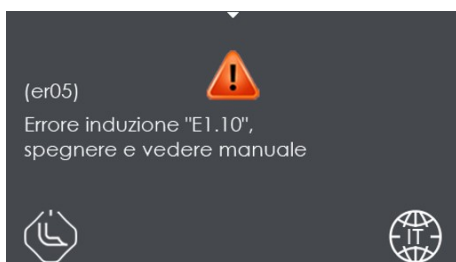 (er05)
Errore induzione "E1.10",
spegnere e vedere manuale
IT